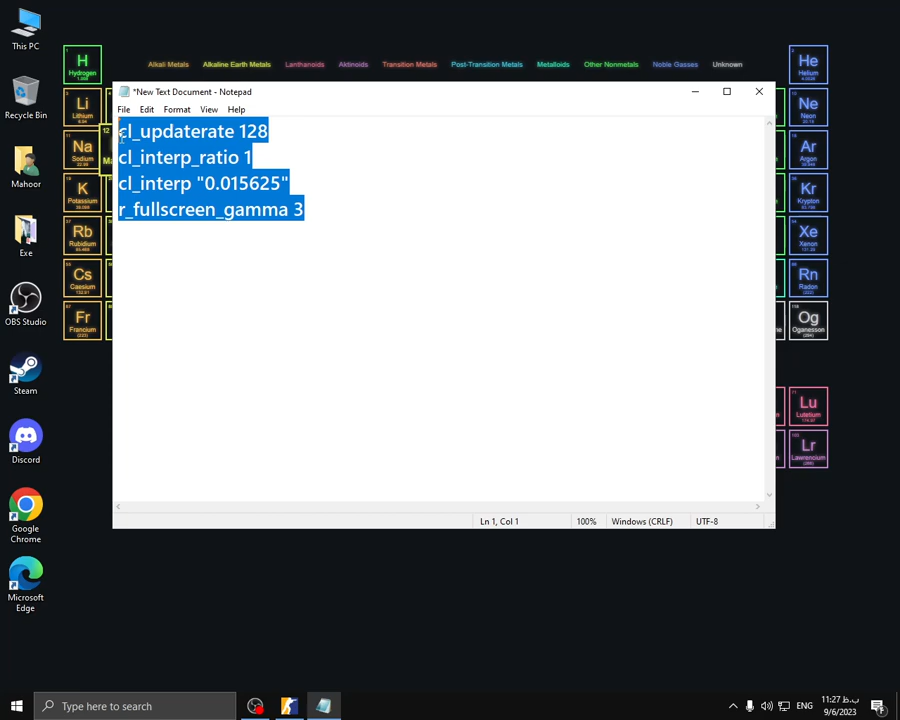 This PC
Recycle Bin
Mahoor
Exe
OBS Studio
Steam
Discord
Google
Chrome
Microsoft
Edge
Alkali Metals
Alkaline Earth Metals
Lanthanoids
Aktinoids
Transition Metals
Post-Transition Metals
Metalloids
Other Nonmetals
Noble Gasses
Unknown
H
Hydrogen
Li
Lithium
Na
Sodium
K
Potassium
Rb
Rubidium
Cs
Caesium
Fr
Francium
*New Text Document - Notepad
File Edit Format View Help
cl_updaterate 128
cl_interp_ratio 1
cl_interp "0.015625"
r_fullscreen_gamma 3
Ln 1, Col 1
100%
Windows (CRLF)
UTF-8
He
Helium
Ne
Neon
Ar
Argon
Kr
Krypton
Xe
Xenon
Rn
Radon
Og
Oganesson
Lu
Lutetium
Lr
Lawrencium
Type here to search
ENG
11:27 ب.ظ
9/6/2023